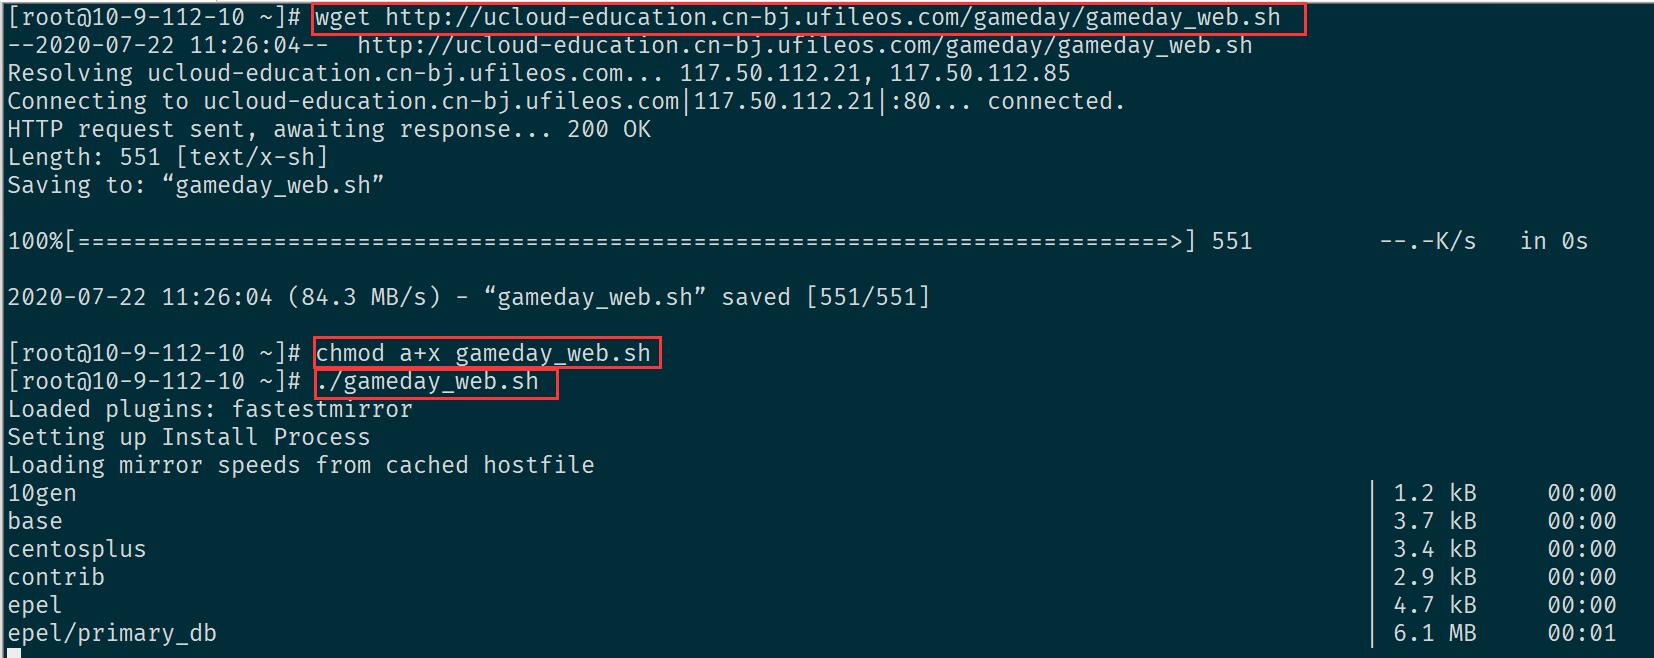 [root@10-9-112-10 ~]# wget http://ucloud-education.cn-bj.ufileos.com/gameday/gameday_web.sh
--2020-07-22 11:26:04--  http://ucloud-education.cn-bj.ufileos.com/gameday/gameday_web.sh
Resolving ucloud-education.cn-bj.ufileos.com... 117.50.112.21, 117.50.112.85
Connecting to ucloud-education.cn-bj.ufileos.com|117.50.112.21|:80... connected.
HTTP request sent, awaiting response... 200 OK
Length: 551 [text/x-sh]
Saving to: “gameday_web.sh”
100%[==============================================================================>] 551         --.-K/s   in 0s
2020-07-22 11:26:04 (84.3 MB/s) - “gameday_web.sh” saved [551/551]
[root@10-9-112-10 ~]# chmod a+x gameday_web.sh
[root@10-9-112-10 ~]# ./gameday_web.sh
Loaded plugins: fastestmirror
Setting up Install Process
Loading mirror speeds from cached hostfile
10gen | 1.2 kB     00:00
base | 3.7 kB     00:00
centosplus | 3.4 kB     00:00
contrib | 2.9 kB     00:00
epel | 4.7 kB     00:00
epel/primary_db | 6.1 MB     00:01